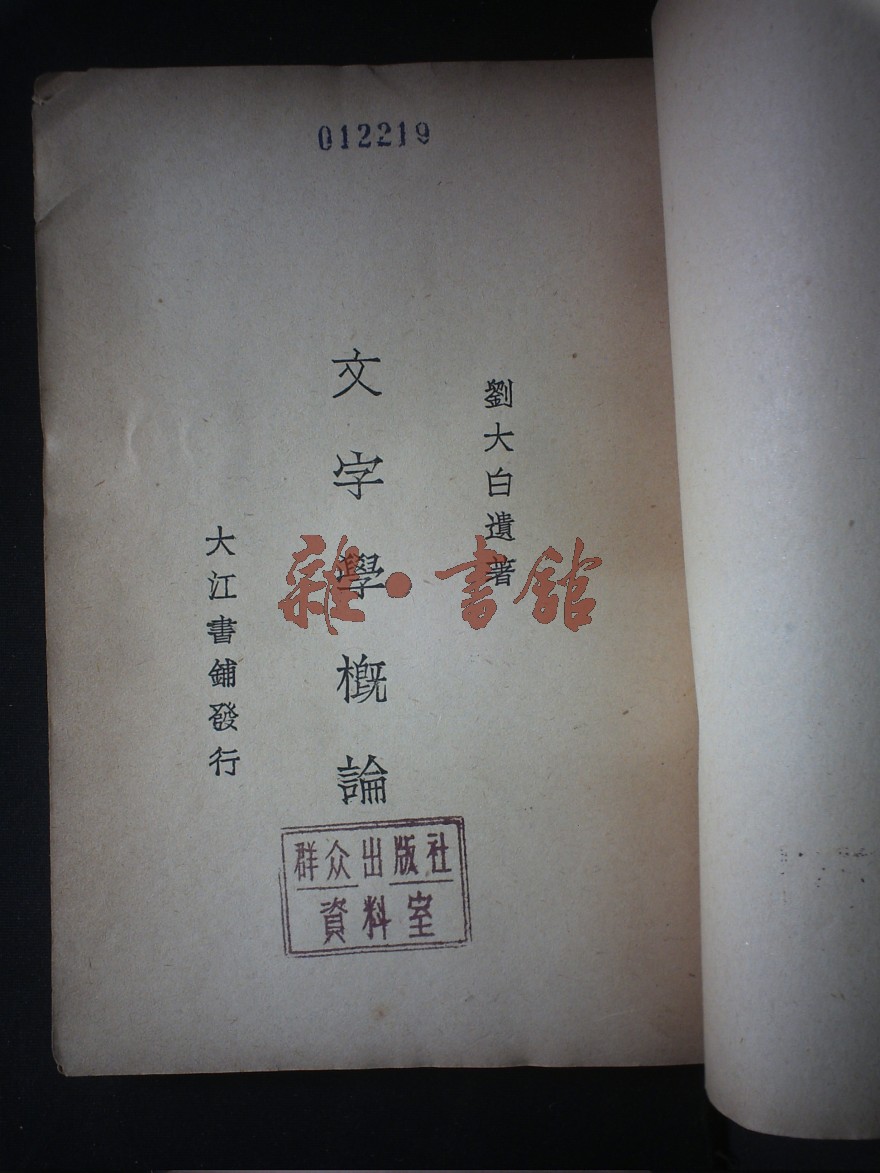 012219
劉大白遺著
文字學概論
大江書鋪發行
雜·書館
群众出版社
資料室